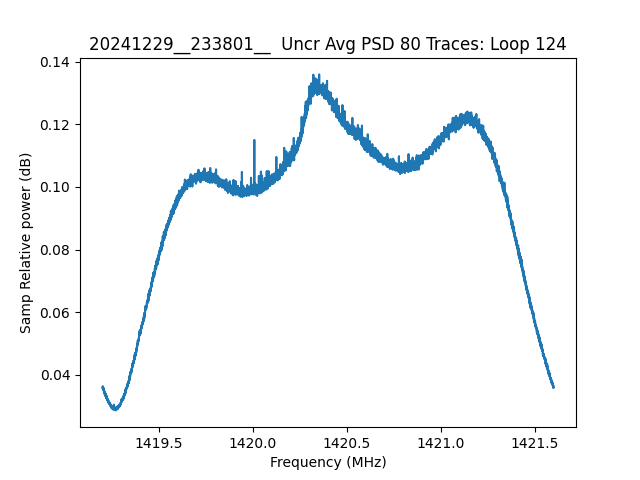 20241229__233801__  Uncr Avg PSD 80 Traces: Loop 124
0.14
0.12
0.10
0.08
0.06
0.04
Samp Relative power (dB)
1419.5 1420.0 1420.5 1421.0 1421.5
Frequency (MHz)